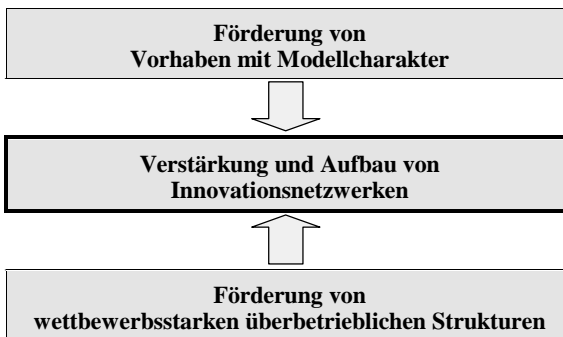 Förderung von
Vorhaben mit Modellcharakter
Verstärkung und Aufbau von
Innovationsnetzwerken
Förderung von
wettbewerbsstarken überbetrieblichen Strukturen